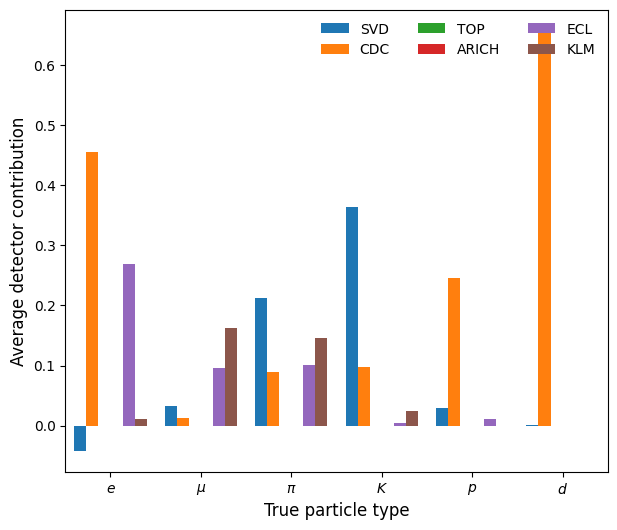 SVD TOP ECL
CDC ARICH KLM
0.6
0.5
0.4
0.3
0.2
0.1
0.0
Average detector contribution
e μ π K p d
True particle type